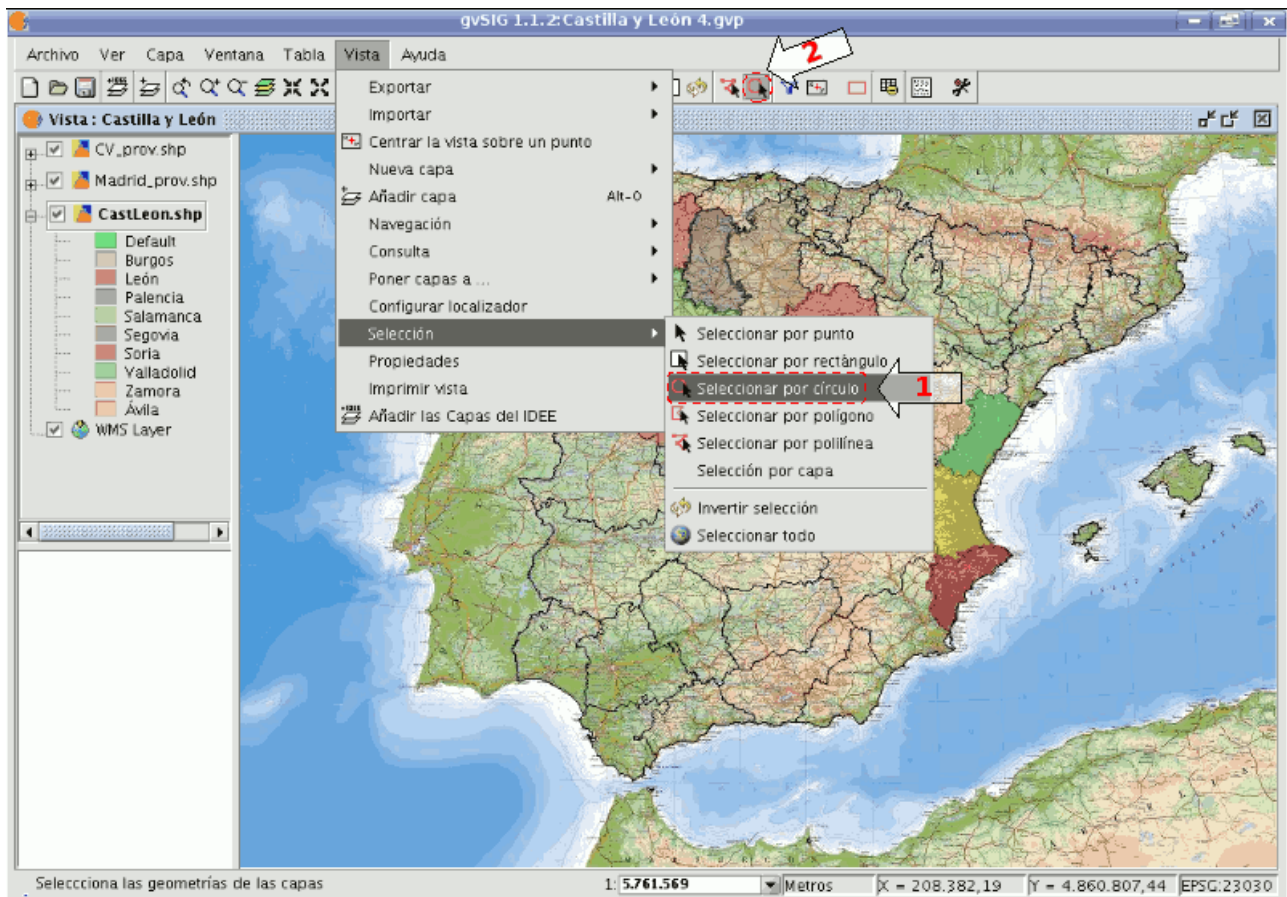 gvSIG 1.1.2:Castilla y León 4.gvp
Archivo Ver Capa Ventana Tabla Vista Ayuda
2
Vista : Castilla y León
CV_prov.shp
Madrid_prov.shp
CastLeon.shp
Default
Burgos
León
Palencia
Salamanca
Segovia
Soria
Valladolid
Zamora
Ávila
WMS Layer
Exportar
Importar
Centrar la vista sobre un punto
Nueva capa
Añadir capa Alt-O
Navegación
Consulta
Poner capas a ...
Configurar localizador
Selección
Propiedades
Imprimir vista
Añadir las Capas del IDEE
Seleccionar por punto
Seleccionar por rectángulo
Seleccionar por círculo
1
Seleccionar por polígono
Seleccionar por polilínea
Selección por capa
Invertir selección
Seleccionar todo
Seleccciona las geometrías de las capas 1: 5.761.569 Metros X = 208.382,19 Y = 4.860.807,44 EPSG:23030